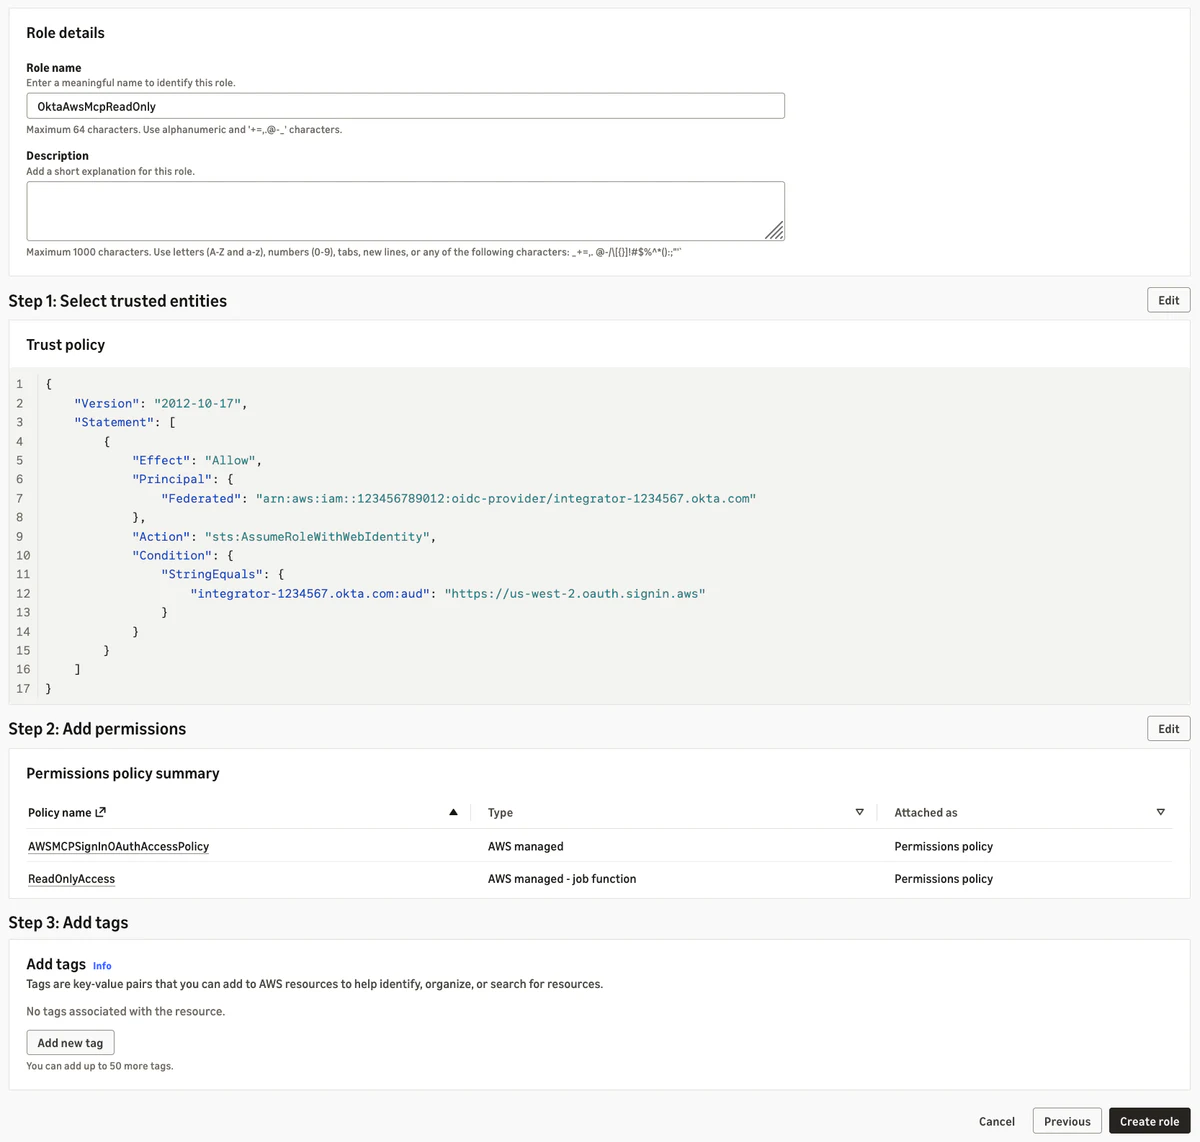 Role details
Role name
Enter a meaningful name to identify this role.
OktaAwsMcpReadOnly
Maximum 64 characters. Use alphanumeric and '+=,.@-_' characters.
Description
Add a short explanation for this role.
Maximum 1000 characters. Use letters (A-Z and a-z), numbers (0-9), tabs, new lines, or any of the following characters: _+=,. @-/\[{}]!#$%^*();:"'`
Step 1: Select trusted entities
Edit
Trust policy
1 {
2     "Version": "2012-10-17",
3     "Statement": [
4         {
5             "Effect": "Allow",
6             "Principal": {
7                 "Federated": "arn:aws:iam::123456789012:oidc-provider/integrator-1234567.okta.com"
8             },
9             "Action": "sts:AssumeRoleWithWebIdentity",
10             "Condition": {
11                 "StringEquals": {
12                     "integrator-1234567.okta.com:aud": "https://us-west-2.oauth.signin.aws"
13                 }
14             }
15         }
16     ]
17 }
Step 2: Add permissions
Edit
Permissions policy summary
Policy name Type Attached as
AWSMCPSignInOAuthAccessPolicy AWS managed Permissions policy
ReadOnlyAccess AWS managed - job function Permissions policy
Step 3: Add tags
Add tags Info
Tags are key-value pairs that you can add to AWS resources to help identify, organize, or search for resources.
No tags associated with the resource.
Add new tag
You can add up to 50 more tags.
Cancel Previous Create role